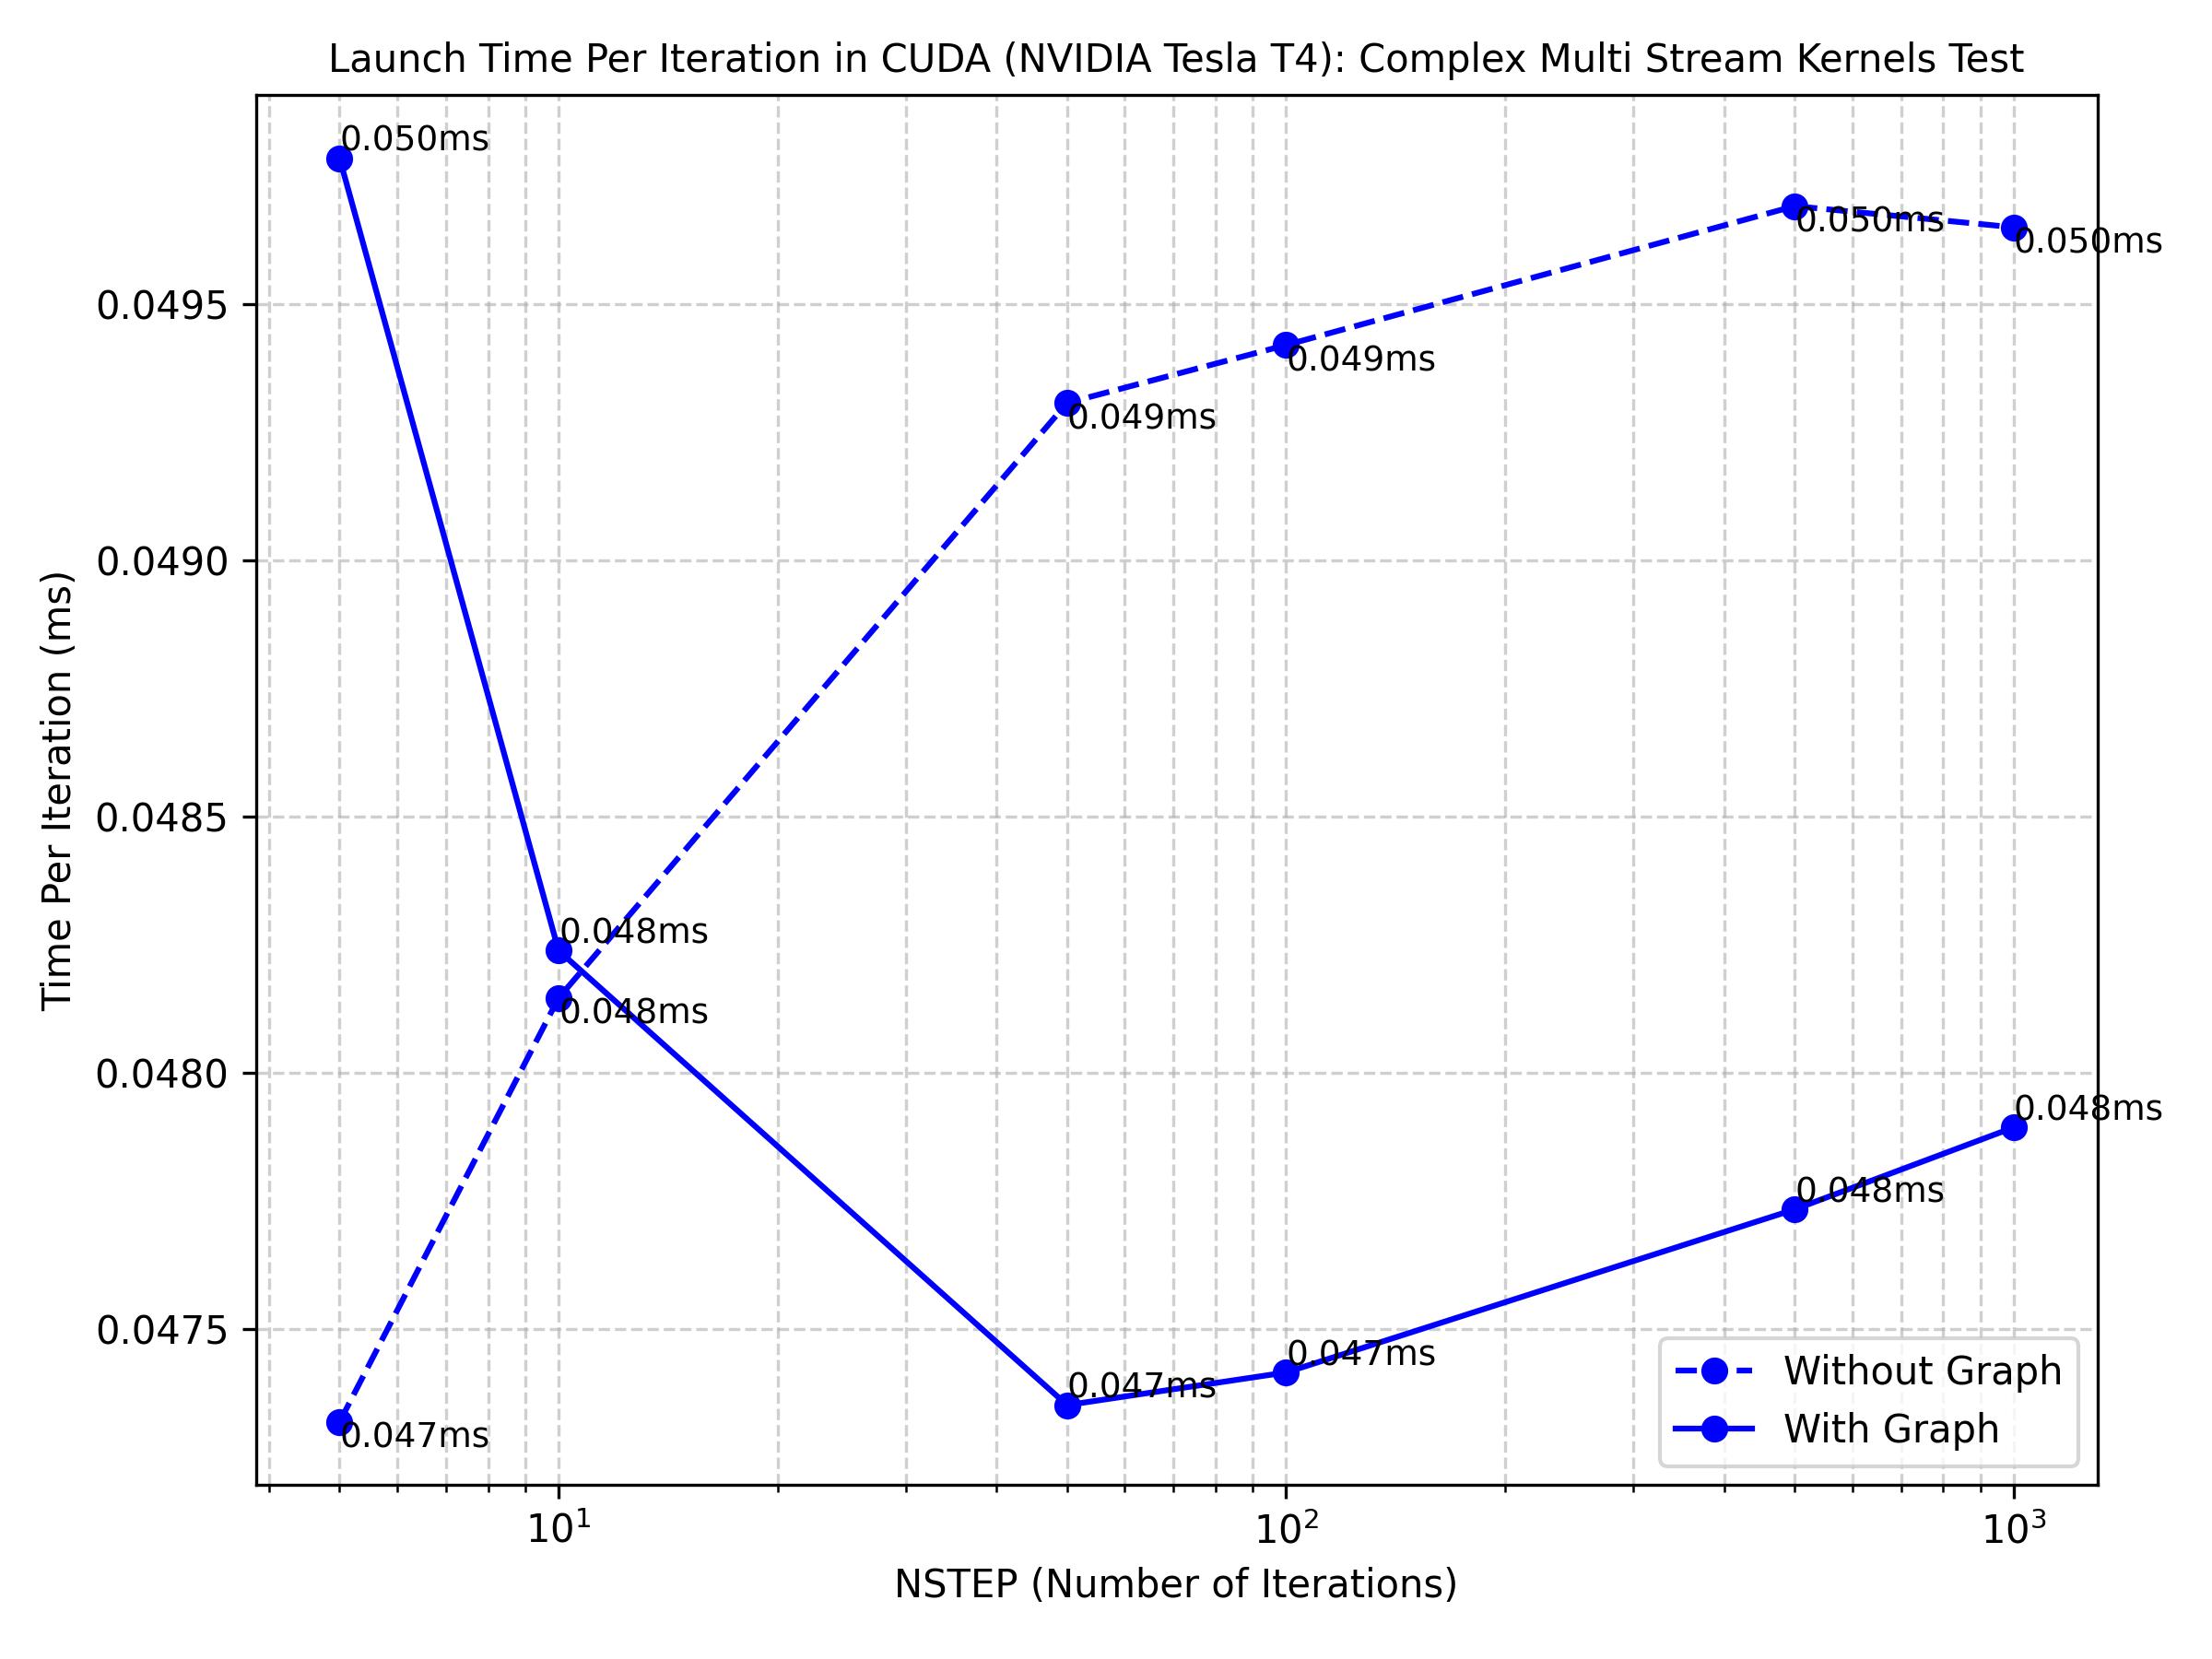 Launch Time Per Iteration in CUDA (NVIDIA Tesla T4): Complex Multi Stream Kernels Test
0.050ms
0.050ms
0.050ms
0.0495
0.049ms
0.049ms
0.0490
Time Per Iteration (ms)
0.0485
0.048ms
0.048ms
0.0480
0.048ms
0.048ms
0.0475
0.047ms
0.047ms
0.047ms
Without Graph
With Graph
10¹
10²
10³
NSTEP (Number of Iterations)